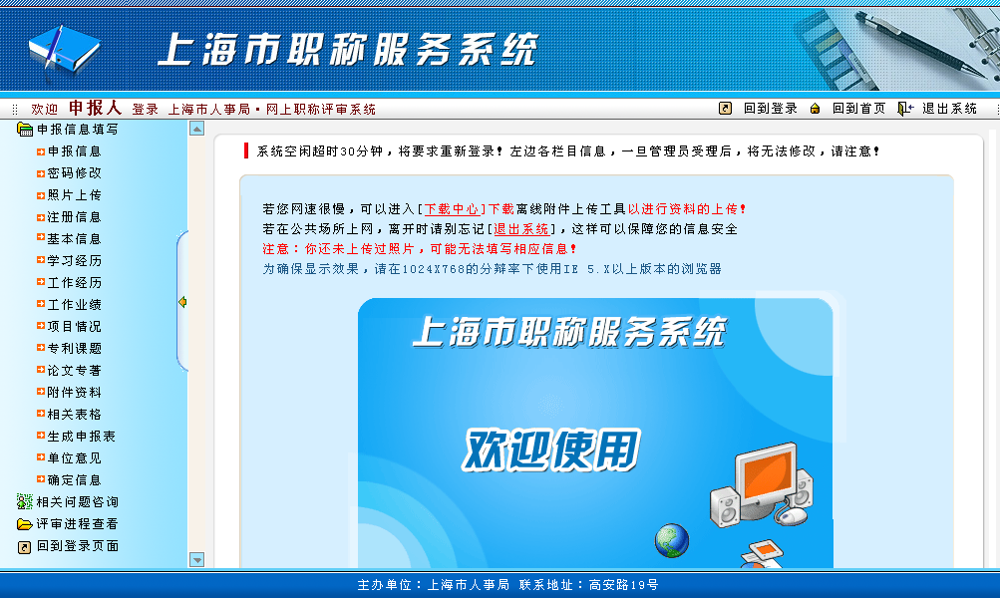 上海市职称服务系统
欢迎 申报人 登录 上海市人事局·网上职称评审系统 回到登录 回到首页 退出系统
申报信息填写
申报信息
密码修改
照片上传
注册信息
基本信息
学习经历
工作经历
工作业绩
项目情况
专利课题
论文专著
附件资料
相关表格
生成申报表
单位意见
确定信息
相关问题咨询
评审进程查看
回到登录页面
系统空闲超时30分钟，将要求重新登录！左边各栏目信息，一旦管理员受理后，将无法修改，请注意！
若您网速很慢，可以进入[下载中心]下载离线附件上传工具以进行资料的上传！
若在公共场所上网，离开时请别忘记[退出系统]，这样可以保障您的信息安全
注意：你还未上传过照片，可能无法填写相应信息！
为确保显示效果，请在1024X768的分辩率下使用IE 5.X以上版本的浏览器
上海市职称服务系统
欢迎使用
主办单位：上海市人事局 联系地址：高安路19号